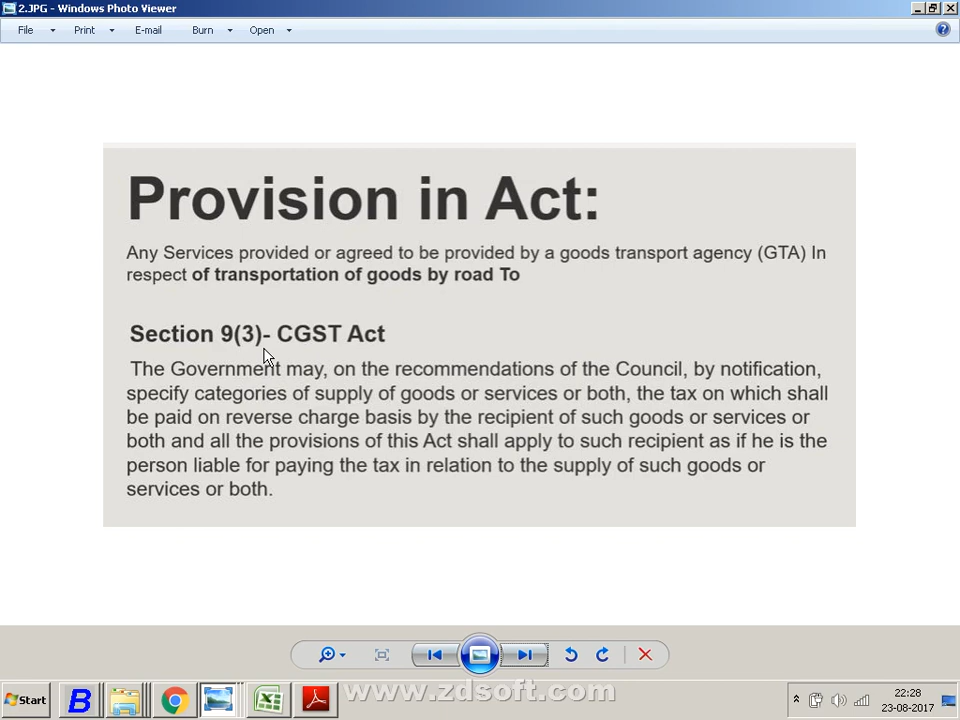 2.JPG - Windows Photo Viewer
File Print E-mail Burn Open
Provision in Act:
Any Services provided or agreed to be provided by a goods transport agency (GTA) In
respect of transportation of goods by road To
Section 9(3)- CGST Act
The Government may, on the recommendations of the Council, by notification,
specify categories of supply of goods or services or both, the tax on which shall
be paid on reverse charge basis by the recipient of such goods or services or
both and all the provisions of this Act shall apply to such recipient as if he is the
person liable for paying the tax in relation to the supply of such goods or
services or both.
Start B www.zdsoft.com 22:28
23-08-2017